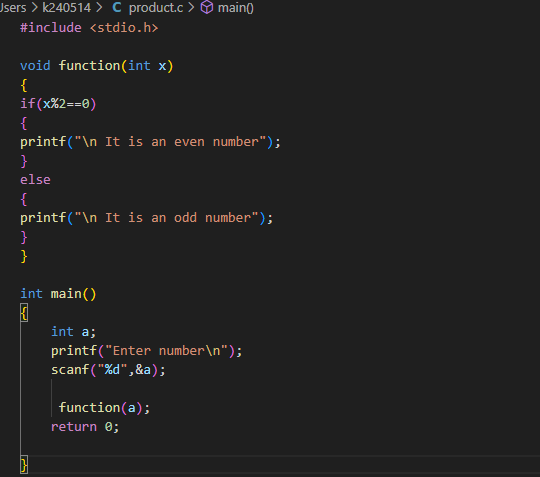 Users > k240514 > C product.c > main()
#include <stdio.h>
void function(int x)
{
if(x%2==0)
{
printf("\n It is an even number");
}
else
{
printf("\n It is an odd number");
}
}
int main()
{
int a;
printf("Enter number\n");
scanf("%d",&a);
function(a);
return 0;
}